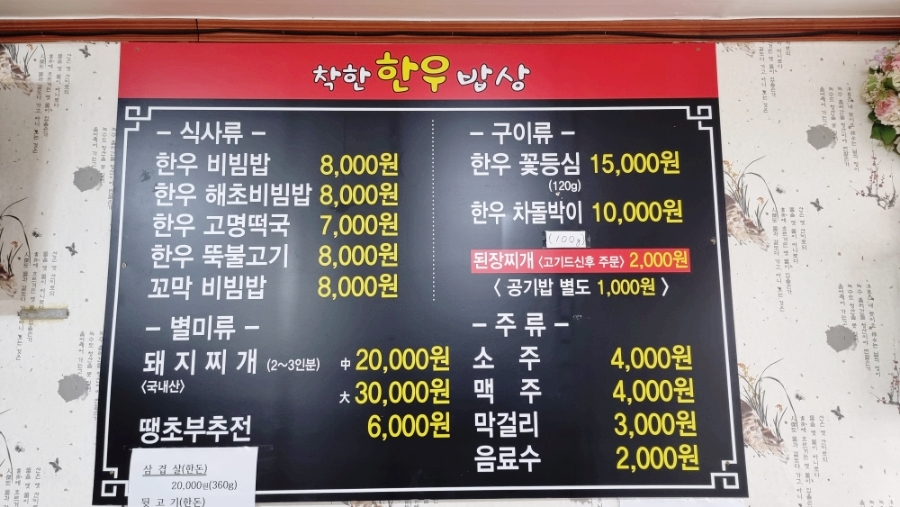 착한 한우 밥상
- 식사류 -
한우 비빔밥 8,000원
한우 해초비빔밥 8,000원
한우 고명떡국 7,000원
한우 뚝불고기 8,000원
꼬막 비빔밥 8,000원
- 별미류 -
돼지찌개 (2~3인분) 中 20,000원
<국내산> 大 30,000원
땡초부추전 6,000원
삼겹살(한돈)
20,000원(360g)
뒷고기(한돈)
- 구이류 -
한우 꽃등심 15,000원
(120g)
한우 차돌박이 10,000원
(100g)
된장찌개 <고기드신후 주문> 2,000원
< 공기밥 별도 1,000원 >
- 주류 -
소주 4,000원
맥주 4,000원
막걸리 3,000원
음료수 2,000원